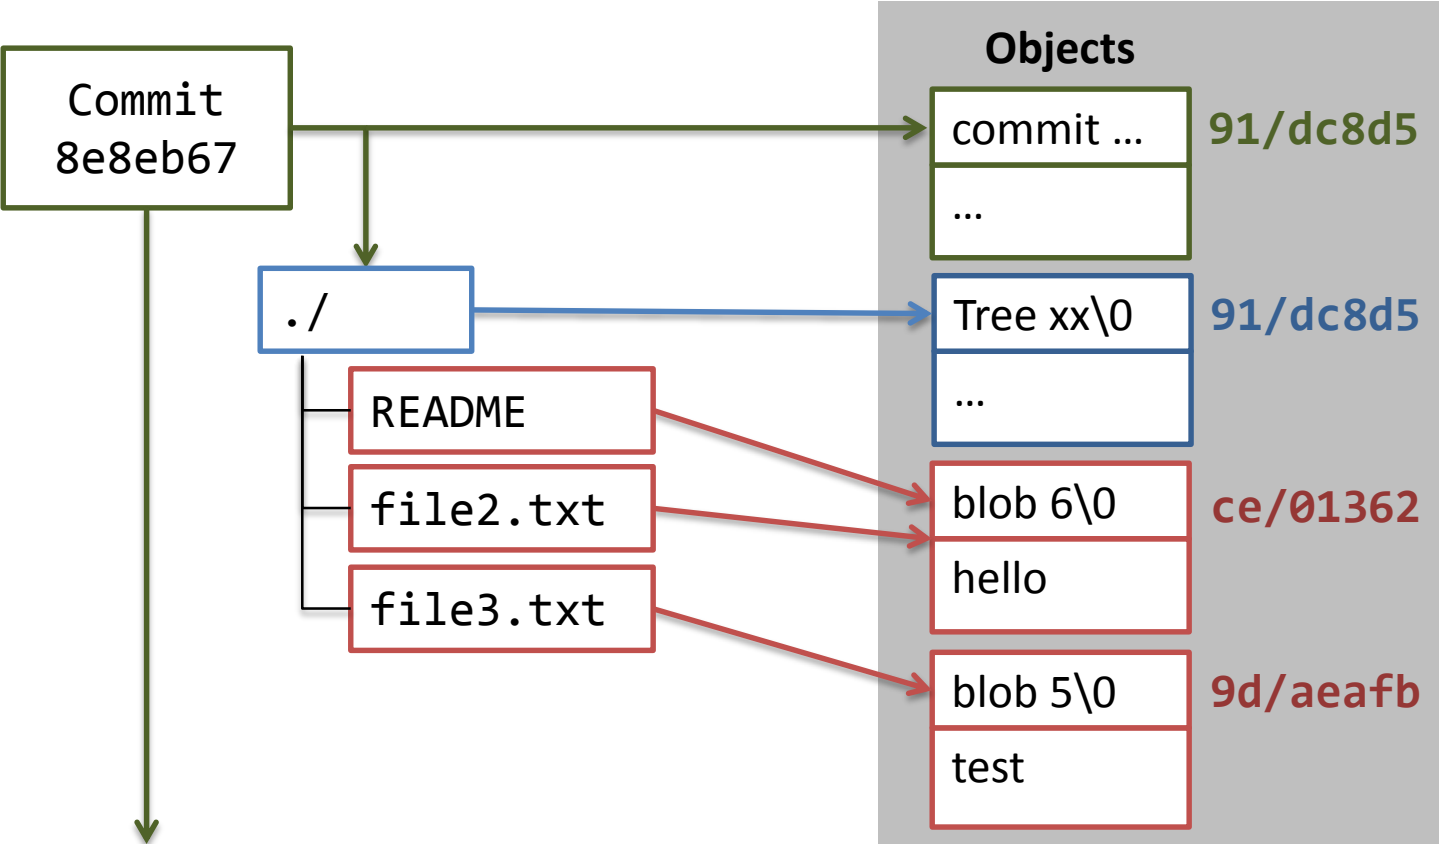 Objects
Commit
8e8eb67
commit ...
91/dc8d5
...
./
Tree xx\0
91/dc8d5
...
README
file2.txt
file3.txt
blob 6\0
ce/01362
hello
blob 5\0
9d/aeafb
test